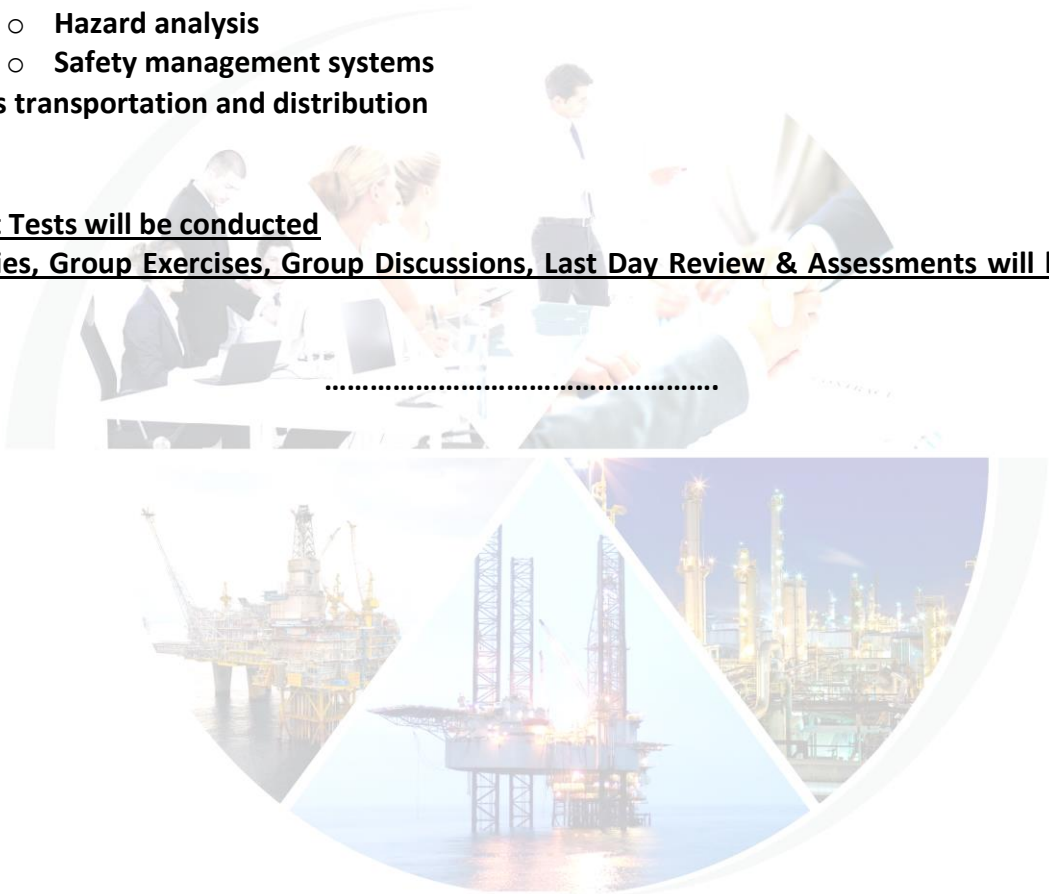 o Hazard analysis
o Safety management systems
s transportation and distribution
t Tests will be conducted
ies, Group Exercises, Group Discussions, Last Day Review & Assessments will b
……………………………………………….
CONTRACT